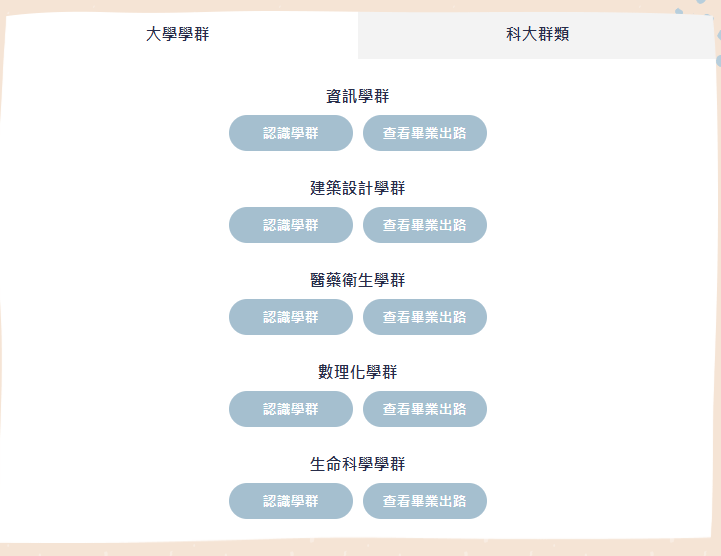 大學學群 科大群類
資訊學群
認識學群 查看畢業出路
建築設計學群
認識學群 查看畢業出路
醫藥衛生學群
認識學群 查看畢業出路
數理化學群
認識學群 查看畢業出路
生命科學學群
認識學群 查看畢業出路